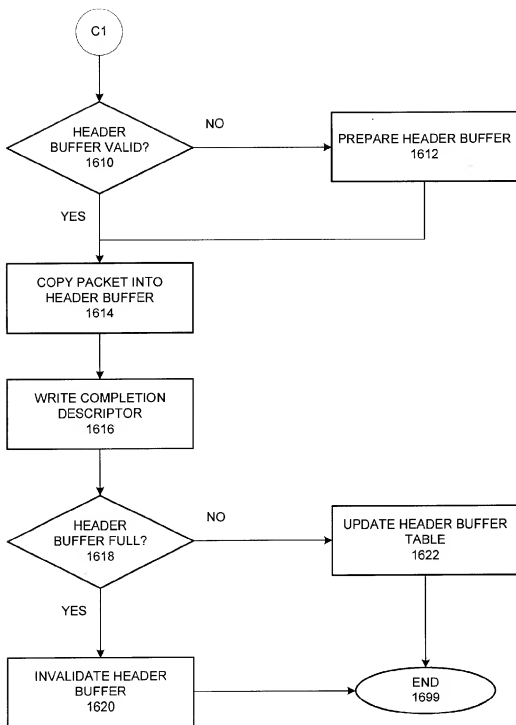 C1
HEADER
BUFFER VALID?
1610
NO
PREPARE HEADER BUFFER
1612
YES
COPY PACKET INTO
HEADER BUFFER
1614
WRITE COMPLETION
DESCRIPTOR
1616
HEADER
BUFFER FULL?
1618
NO
UPDATE HEADER BUFFER
TABLE
1622
YES
INVALIDATE HEADER
BUFFER
1620
END
1699